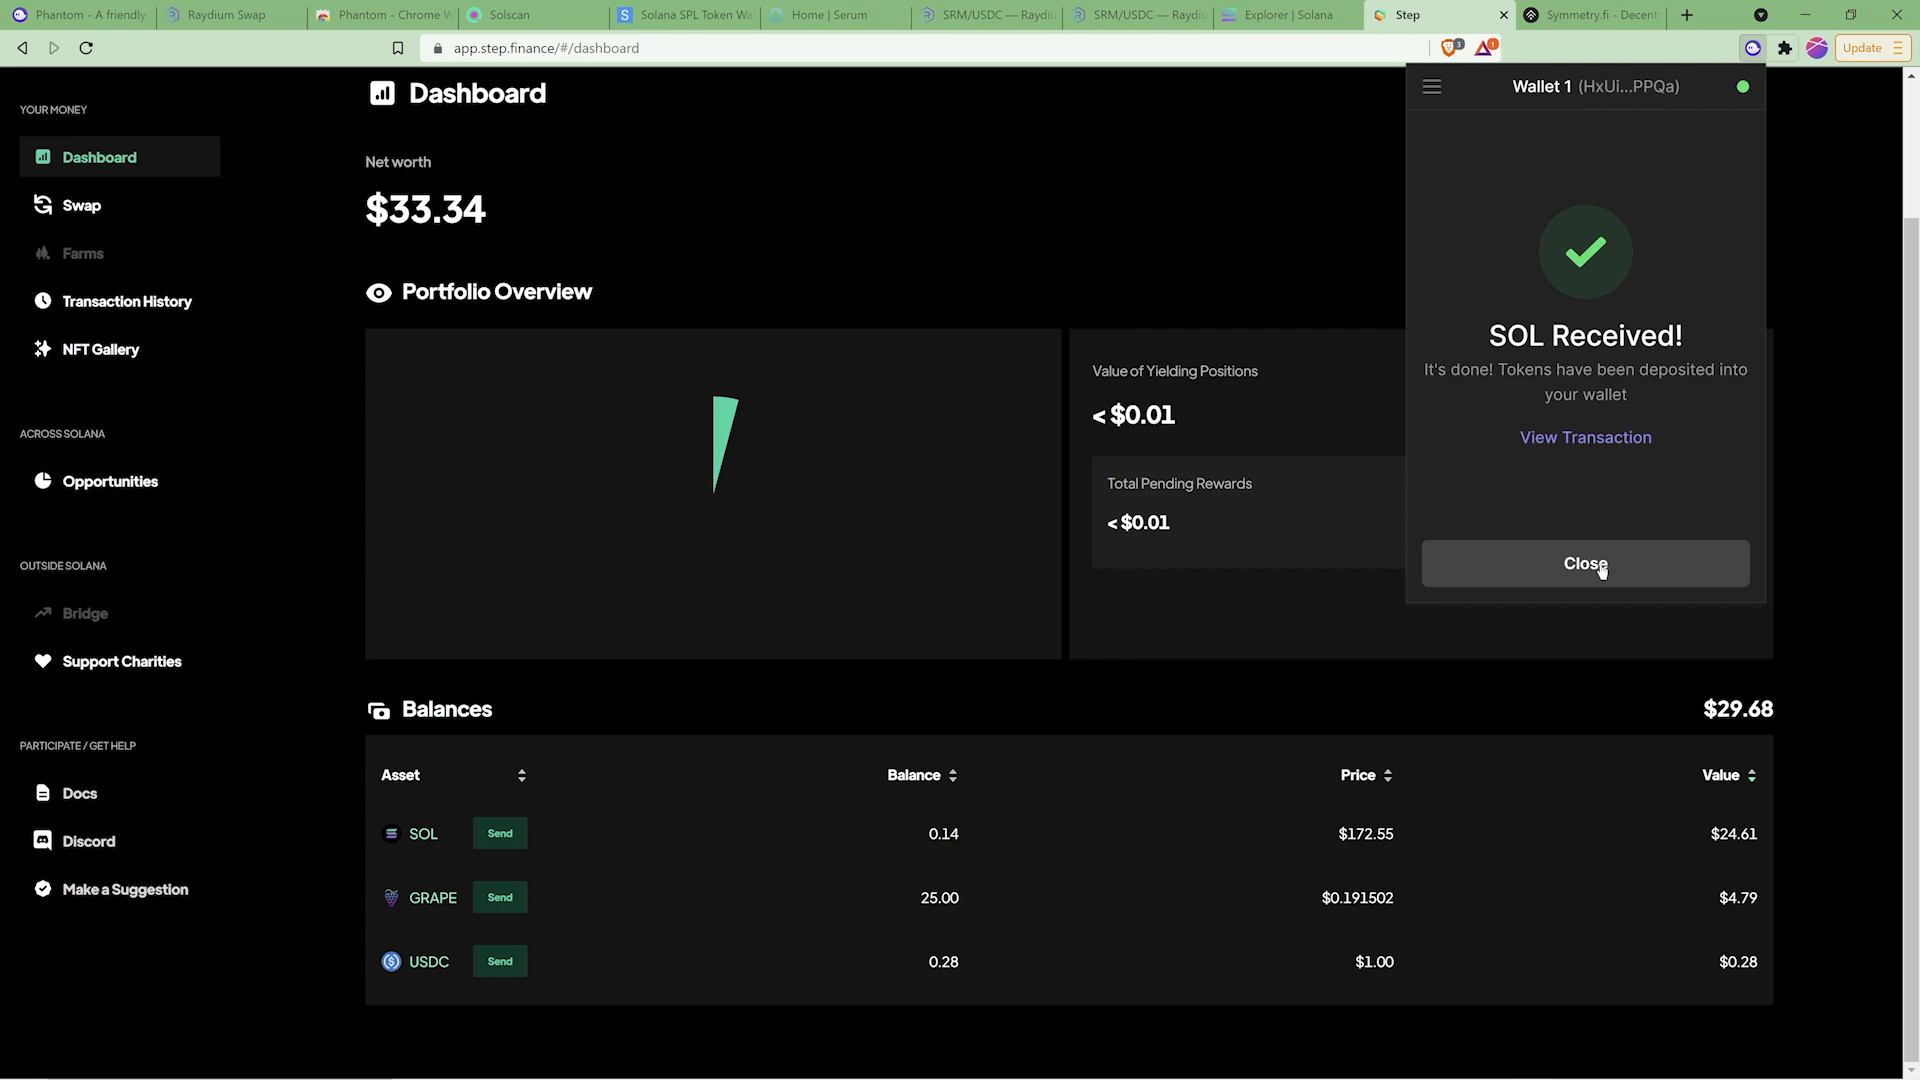 Phantom - A friendly
Raydium Swap
Phantom - Chrome W
Solscan
Solana SPL Token Wa
Home | Serum
SRM/USDC — Raydiu
SRM/USDC — Raydiu
Explorer | Solana
Step
Symmetry.fi - Decent
app.step.finance/#/dashboard
3
1
Update
YOUR MONEY
Dashboard
Swap
Farms
Transaction History
NFT Gallery
ACROSS SOLANA
Opportunities
OUTSIDE SOLANA
Bridge
Support Charities
PARTICIPATE / GET HELP
Docs
Discord
Make a Suggestion
Dashboard
Net worth
$33.34
Portfolio Overview
Value of Yielding Positions
< $0.01
Total Pending Rewards
< $0.01
Wallet 1 (HxUi...PPQa)
SOL Received!
It's done! Tokens have been deposited into
your wallet
View Transaction
Close
Balances $29.68
Asset Balance Price Value
SOL Send 0.14 $172.55 $24.61
GRAPE Send 25.00 $0.191502 $4.79
USDC Send 0.28 $1.00 $0.28